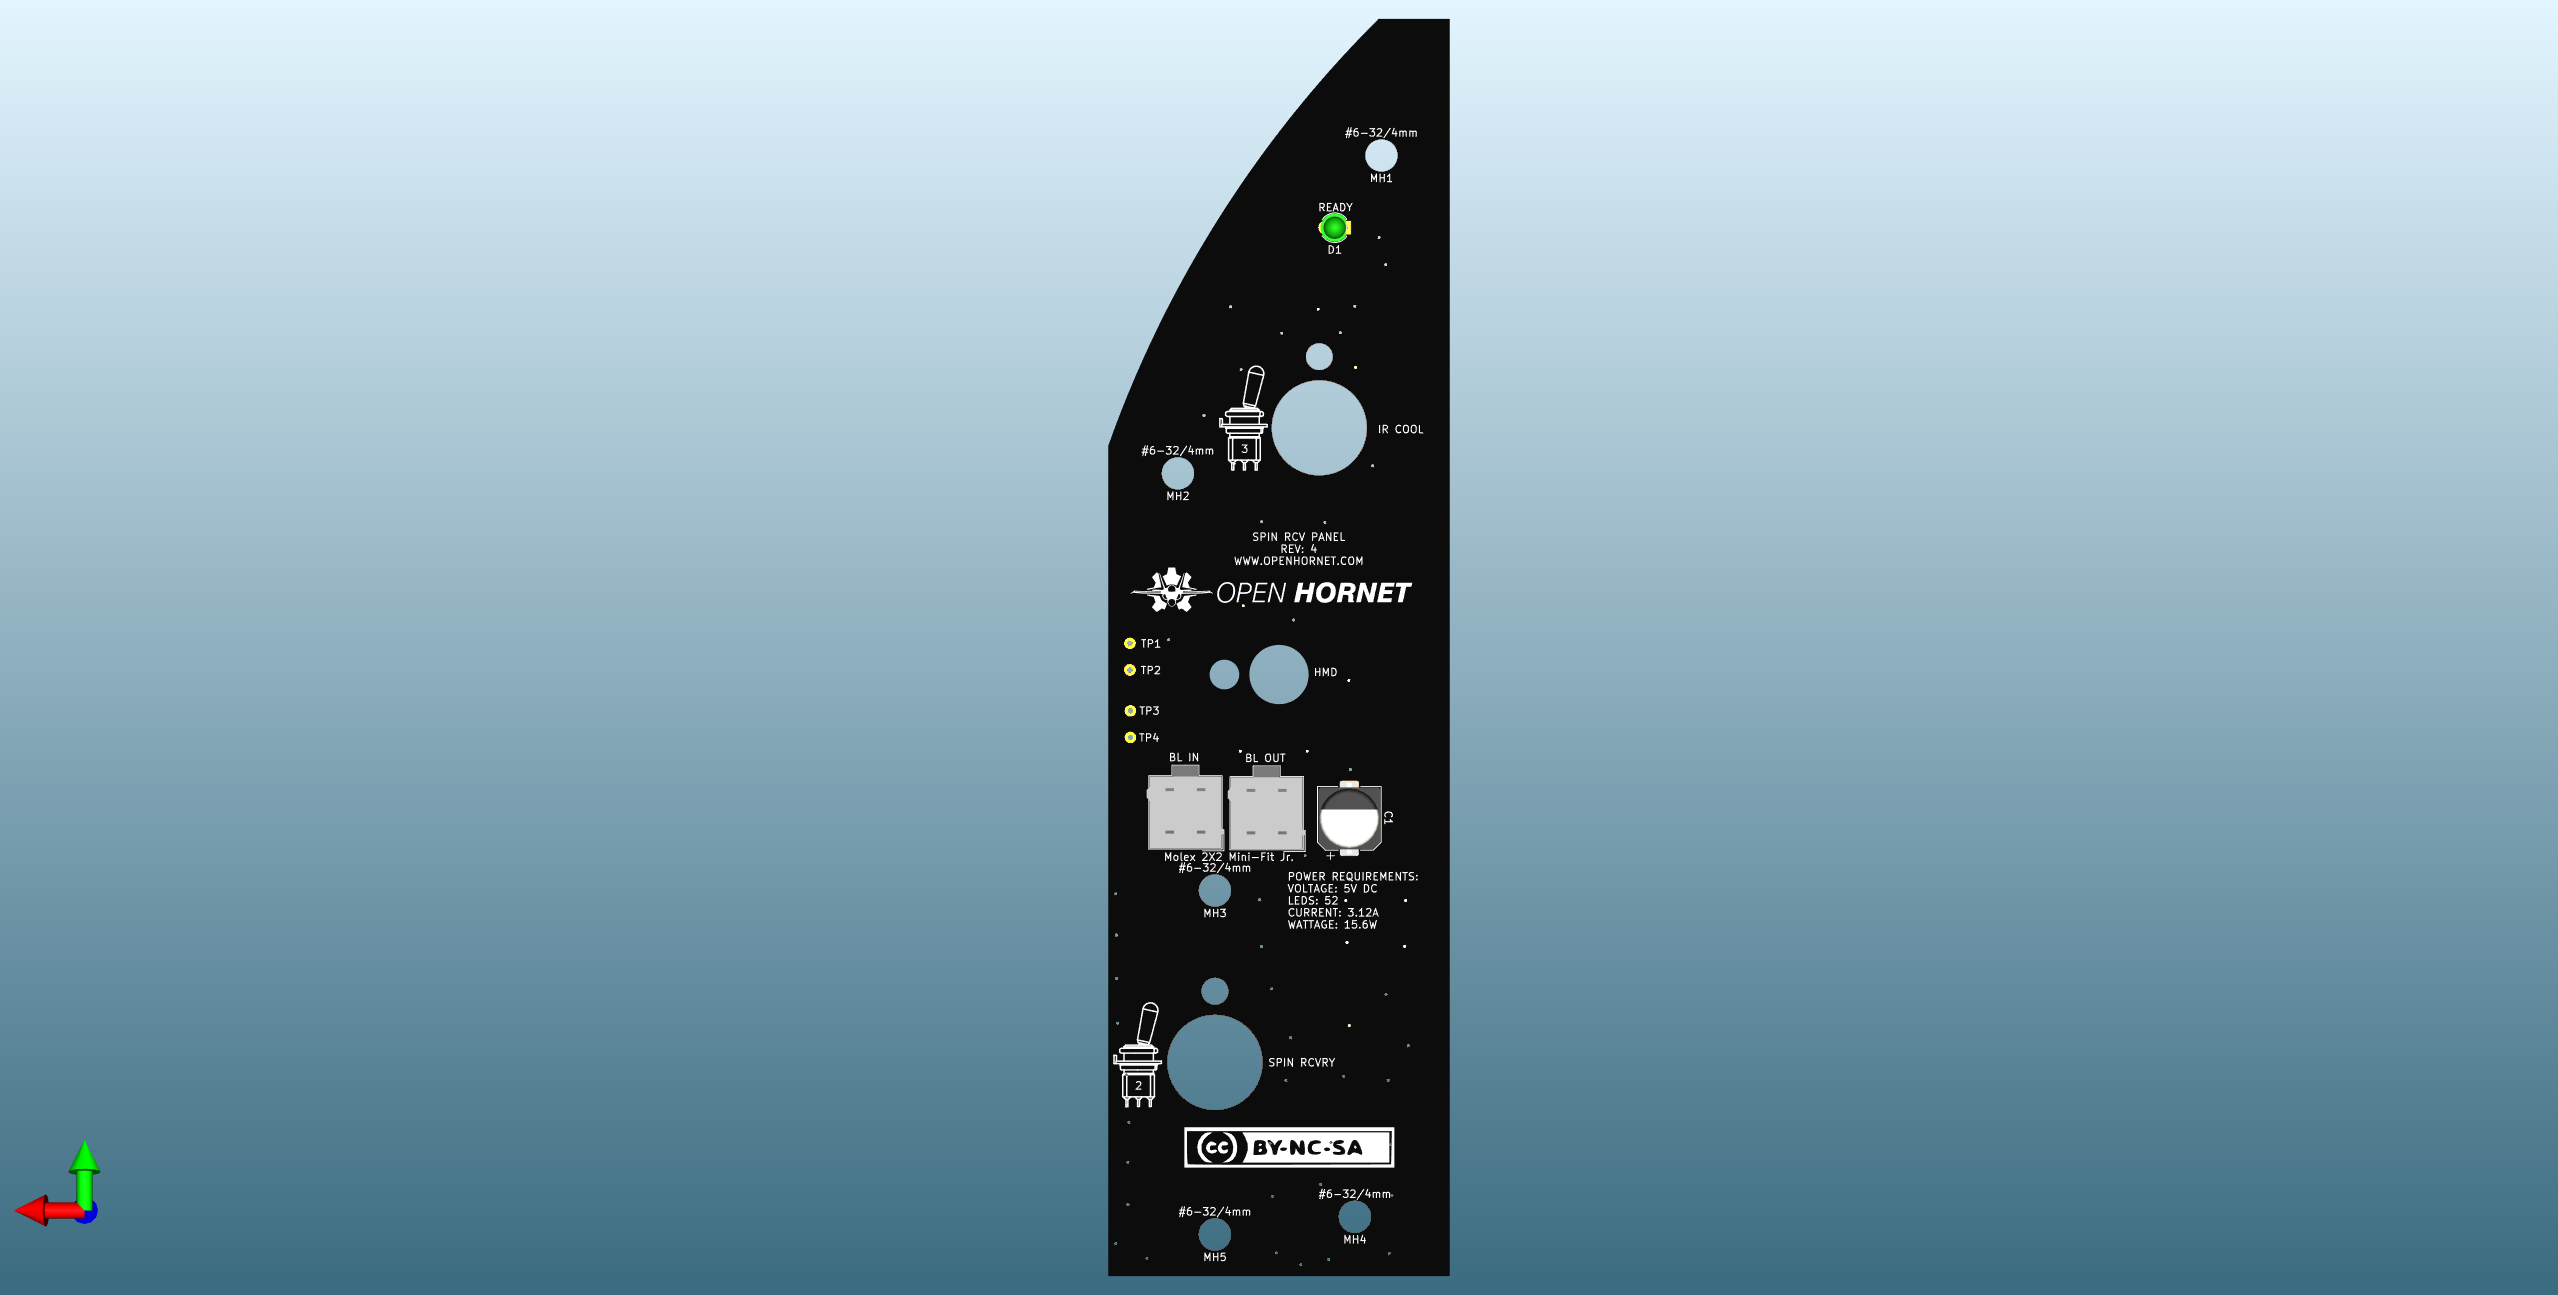 #6-32/4mm
MH1
READY
D1
IR COOL
3
#6-32/4mm
MH2
SPIN RCV PANEL
REV: 4
WWW.OPENHORNET.COM
OPEN HORNET
TP1
TP2
HMD
TP3
TP4
BL IN
BL OUT
C1
+
Molex 2X2 Mini-Fit Jr.
#6-32/4mm
MH3
POWER REQUIREMENTS:
VOLTAGE: 5V DC
LEDS: 52
CURRENT: 3.12A
WATTAGE: 15.6W
SPIN RCVRY
2
cc BY-NC-SA
#6-32/4mm
MH4
#6-32/4mm
MH5